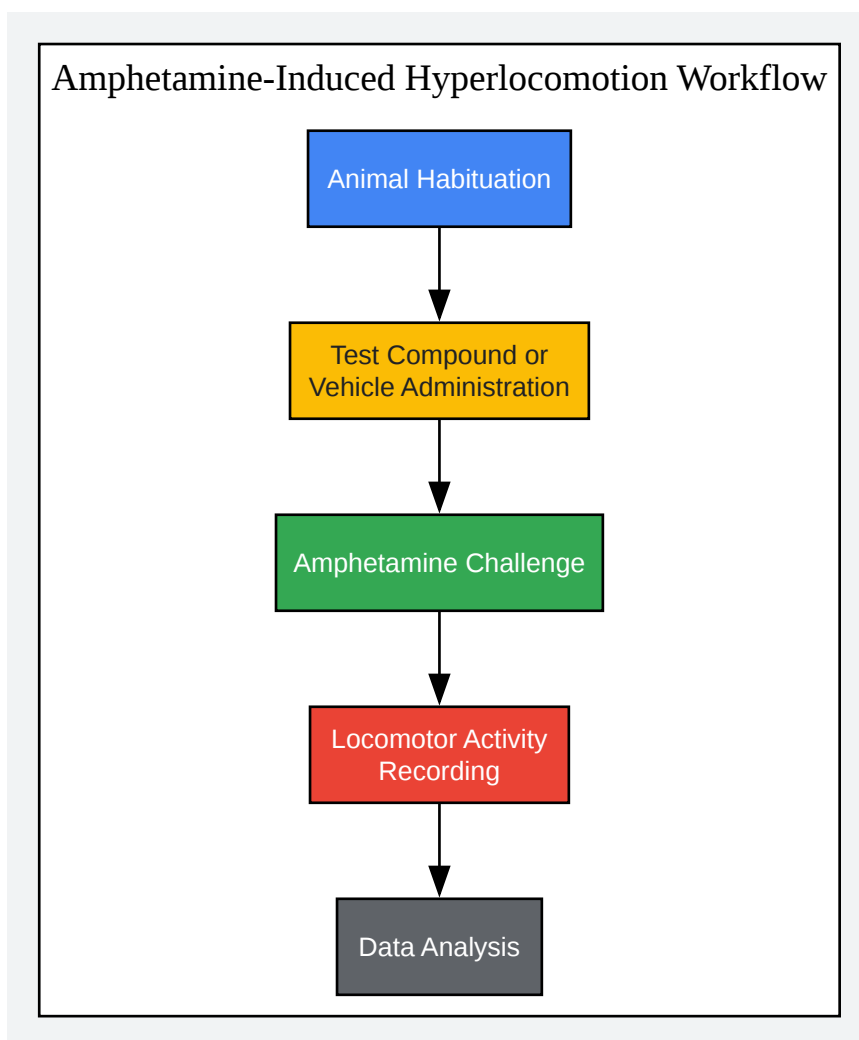 Amphetamine-Induced Hyperlocomotion Workflow
Animal Habituation
Test Compound or
Vehicle Administration
Amphetamine Challenge
Locomotor Activity
Recording
Data Analysis